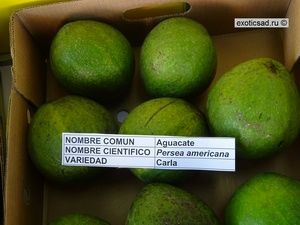 exoticsad.ru
NOMBRE COMUN Aguacate
NOMBRE CIENTIFICO Persea americana
VARIEDAD Carla